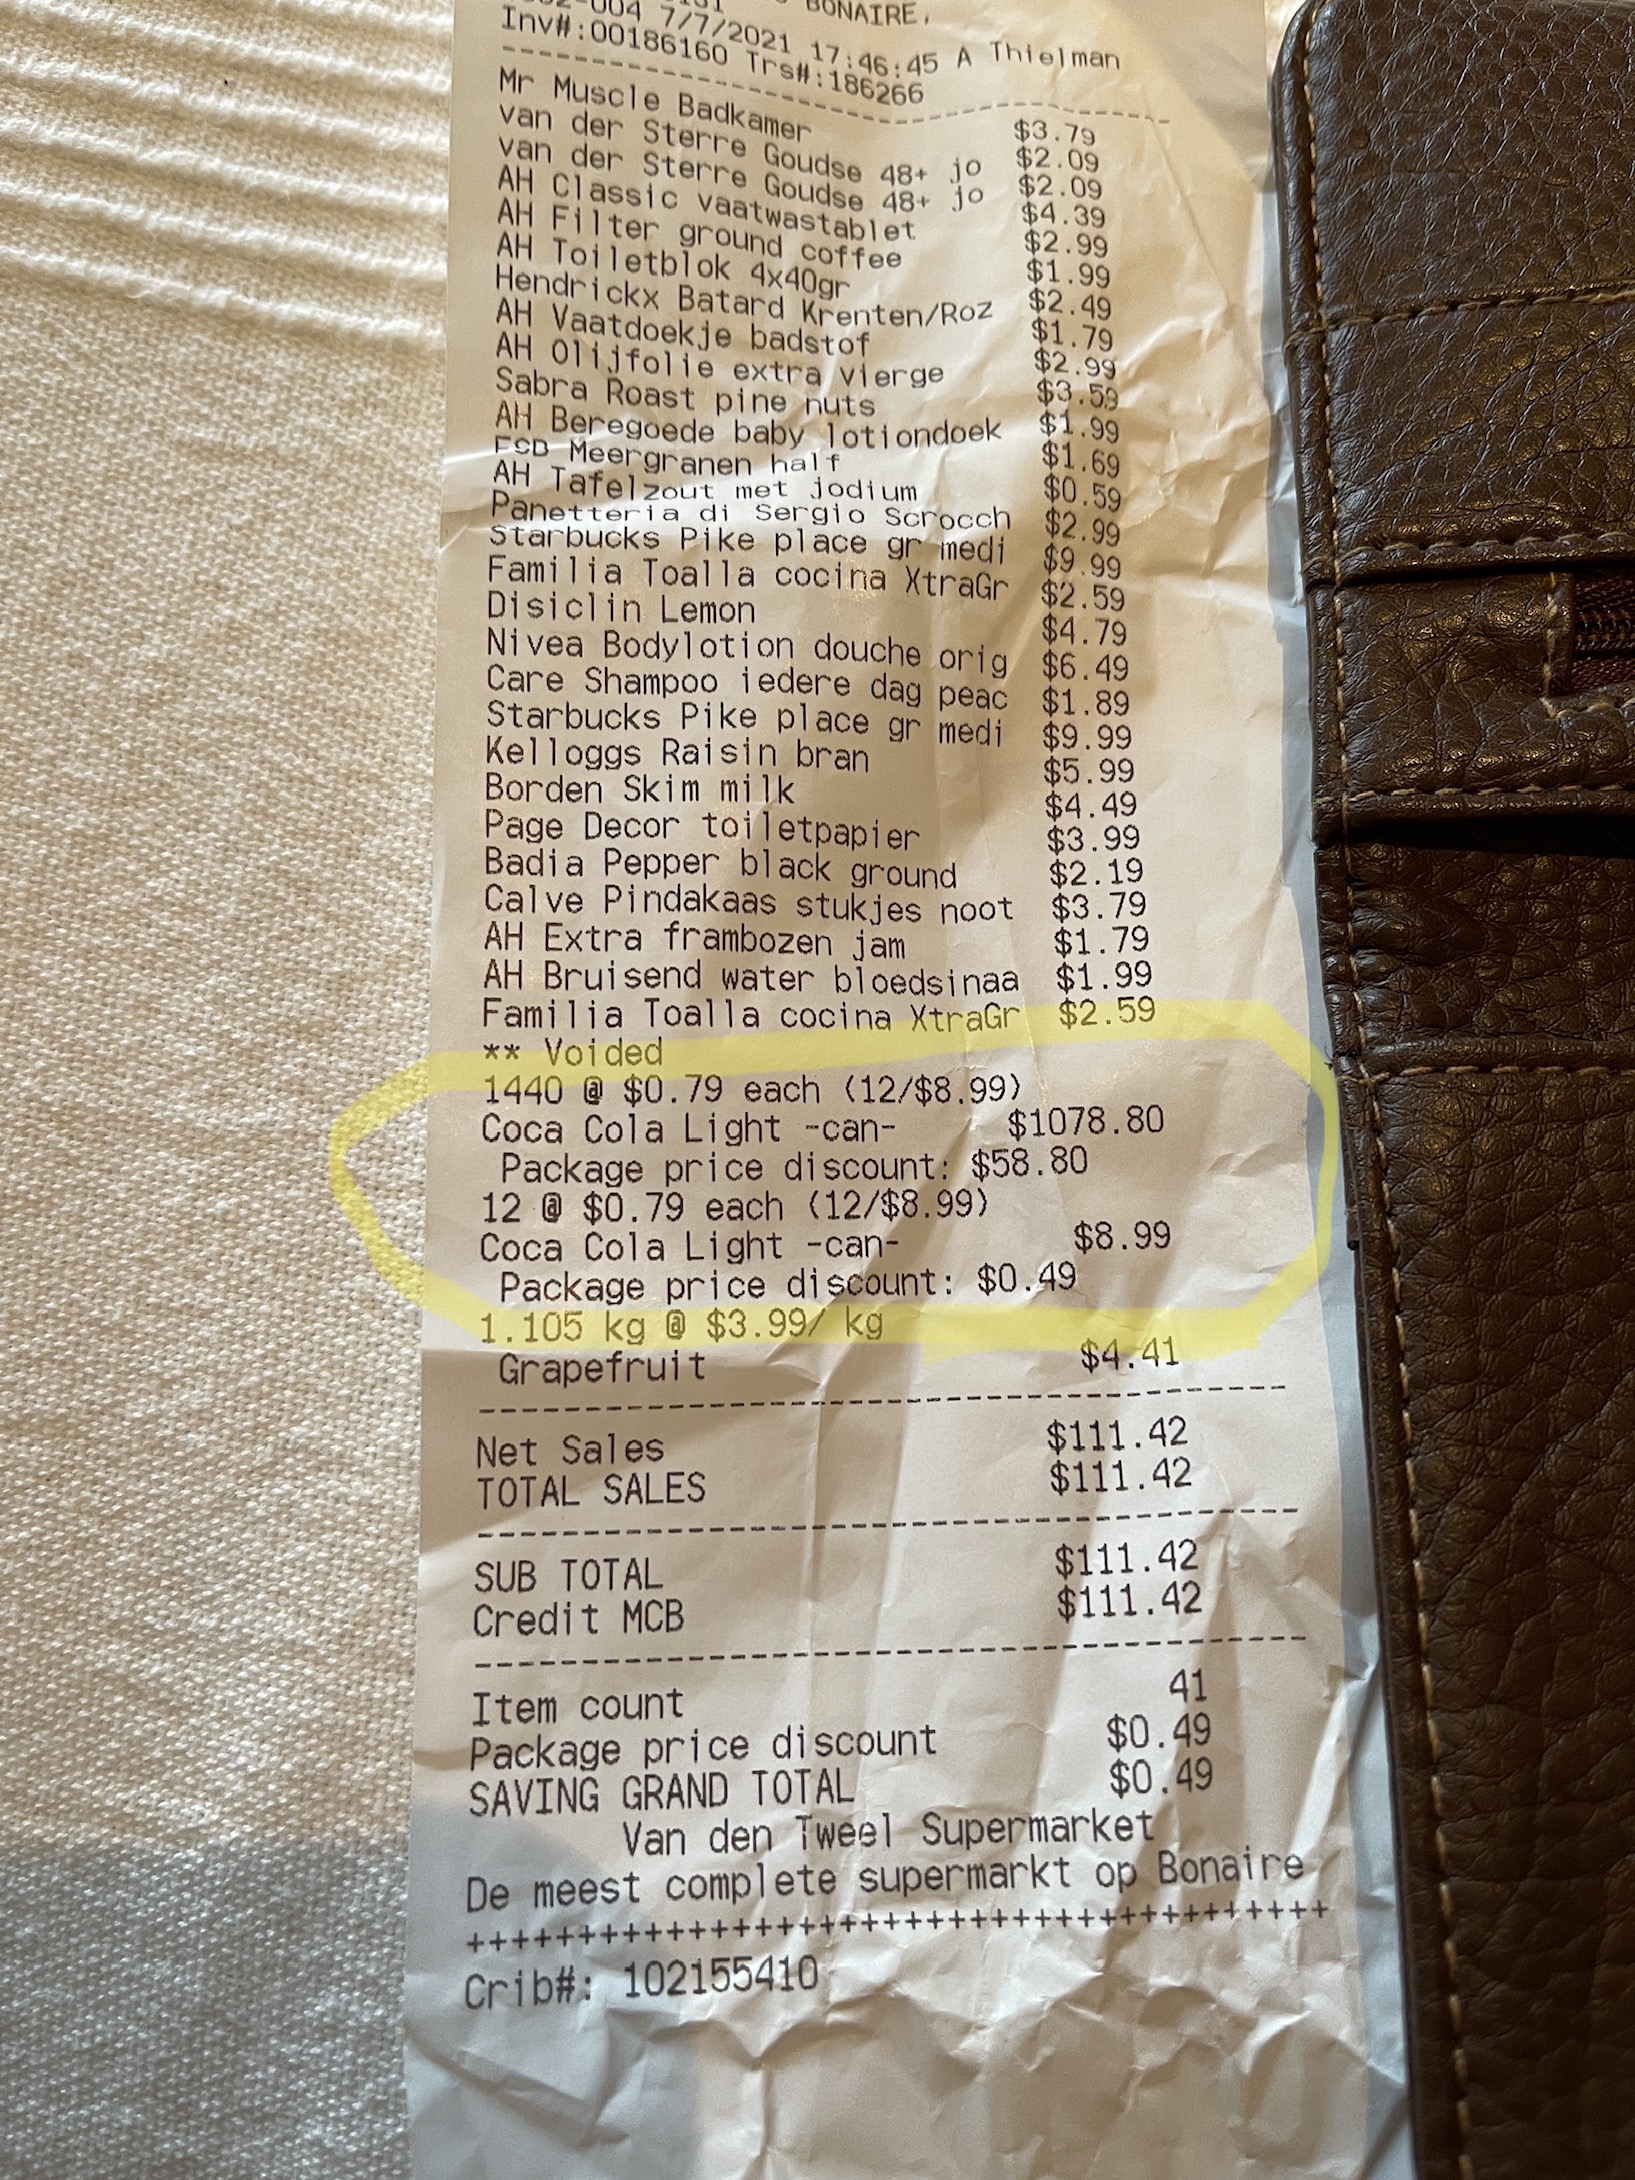 BONAIRE,
-004 7/7/2021 17:46:45 A Thielman
Inv#:00186160 Trs#:186266
--------------------------------
Mr Muscle Badkamer $3.79
van der Sterre Goudse 48+ jo $2.09
van der Sterre Goudse 48+ jo $2.09
AH Classic vaatwastablet $4.39
AH Filter ground coffee $2.99
AH Toiletblok 4x40gr $1.99
Hendrickx Batard Krenten/Roz $2.49
AH Vaatdoekje badstof $1.79
AH Olijfolie extra vierge $2.99
Sabra Roast pine nuts $3.59
AH Beregoede baby lotiondoek $1.99
FSB Meergranen half $1.69
AH Tafelzout met jodium $0.59
Panetteria di Sergio Scrocch $2.99
Starbucks Pike place gr medi $9.99
Familia Toalla cocina XtraGr $2.59
Disiclin Lemon $4.79
Nivea Bodylotion douche orig $6.49
Care Shampoo iedere dag peac $1.89
Starbucks Pike place gr medi $9.99
Kelloggs Raisin bran $5.99
Borden Skim milk $4.49
Page Decor toiletpapier $3.99
Badia Pepper black ground $2.19
Calve Pindakaas stukjes noot $3.79
AH Extra frambozen jam $1.79
AH Bruisend water bloedsinaa $1.99
Familia Toalla cocina XtraGr $2.59
** Voided
1440 @ $0.79 each (12/$8.99)
Coca Cola Light -can- $1078.80
Package price discount: $58.80
12 @ $0.79 each (12/$8.99)
Coca Cola Light -can- $8.99
Package price discount: $0.49
1.105 kg @ $3.99/ kg
Grapefruit $4.41
----------------------------------------
Net Sales $111.42
TOTAL SALES $111.42
----------------------------------------
SUB TOTAL $111.42
Credit MCB $111.42
----------------------------------------
Item count 41
Package price discount $0.49
SAVING GRAND TOTAL $0.49
Van den Tweel Supermarket
De meest complete supermarkt op Bonaire
++++++++++++++++++++++++++++++++++++++++
Crib#: 102155410